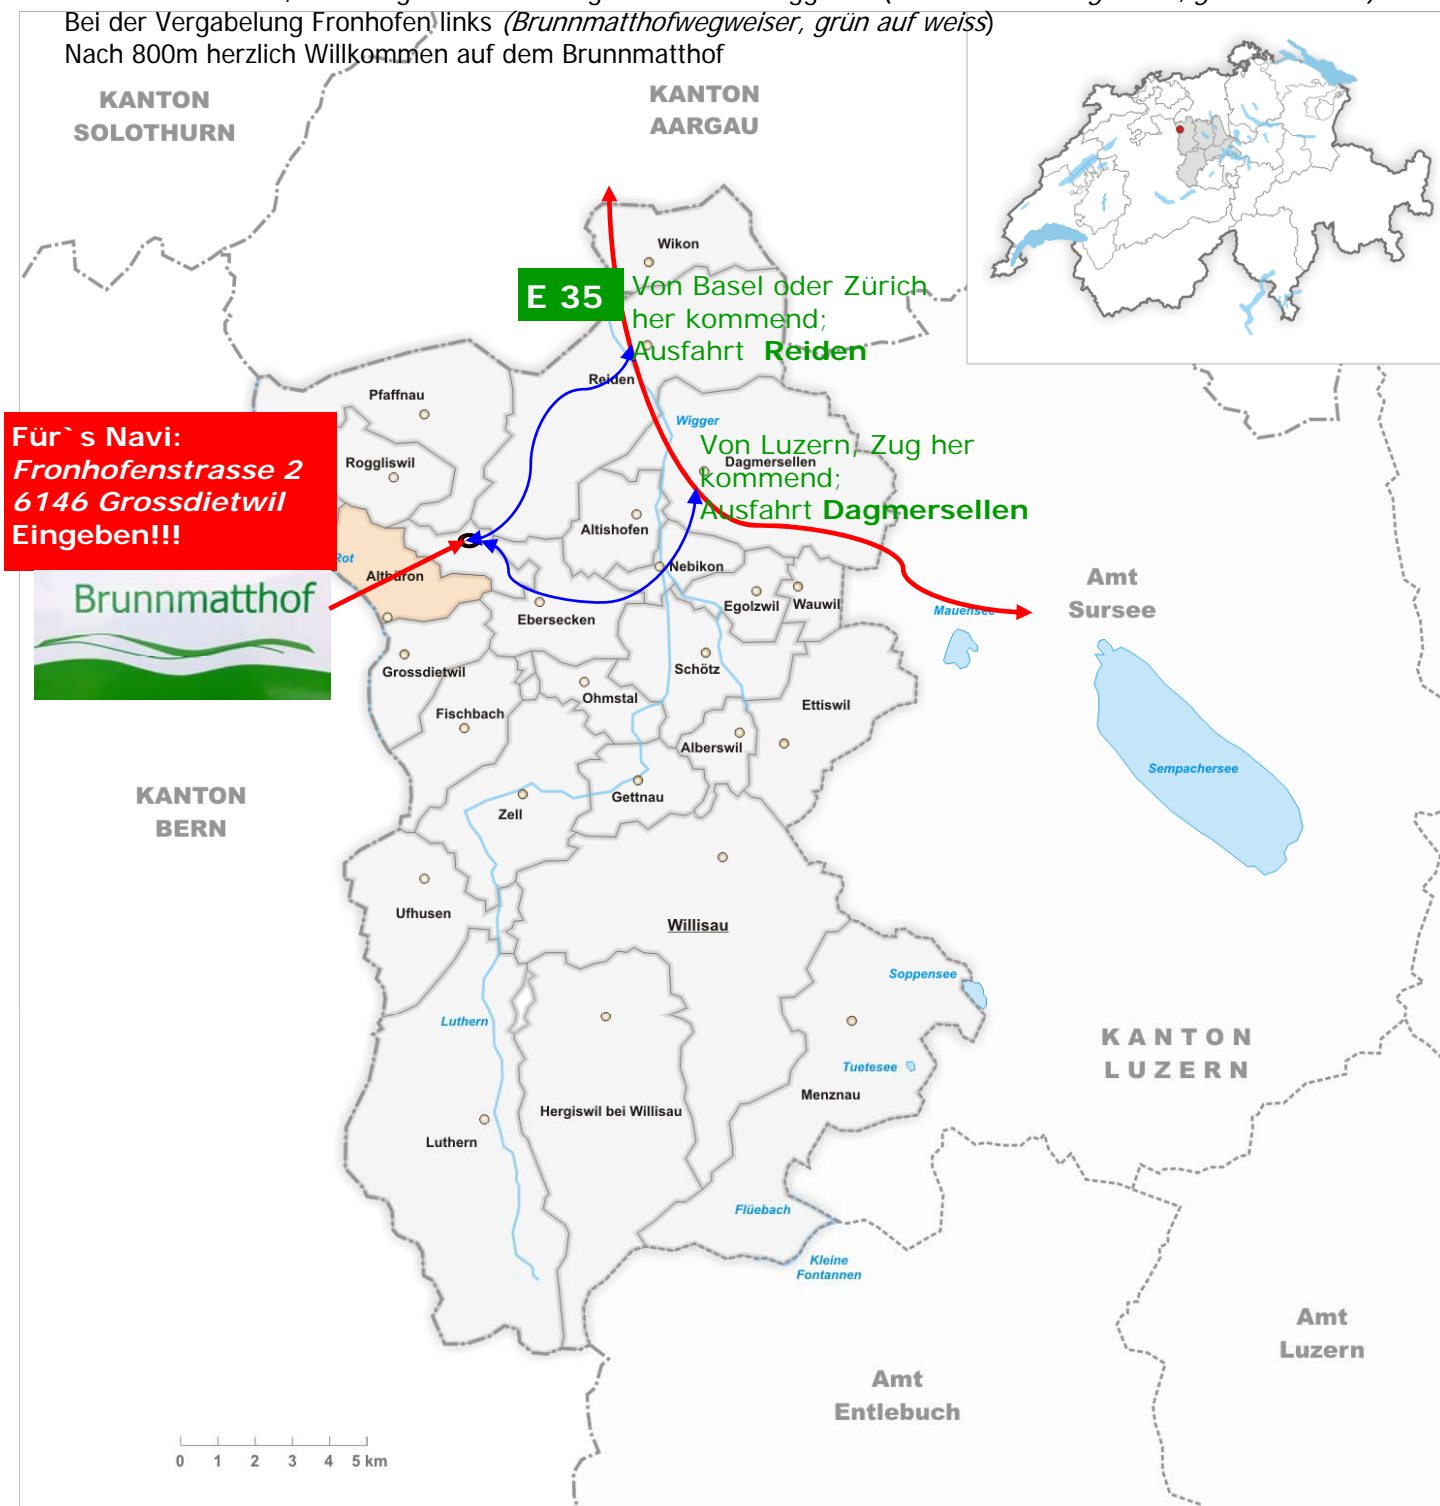 Bei der Vergabelung Fronhofen links (Brunnmatthofwegweiser, grün auf weiss)
Nach 800m herzlich Willkommen auf dem Brunnmatthof
KANTON
SOLOTHURN
KANTON
AARGAU
Wikon
E 35
Von Basel oder Zürich
her kommend;
Ausfahrt Reiden
Reiden
Pfaffnau
Wigger
Für`s Navi:
Fronhofenstrasse 2
6146 Grossdietwil
Eingeben!!!
Roggliswil
Von Luzern, Zug her
kommend;
Ausfahrt Dagmersellen
Dagmersellen
Altishofen
Rot
Altbüron
Nebikon
Brunnmatthof
Ebersecken
Egolzwil
Wauwil
Mauensee
Amt
Sursee
Grossdietwil
Schötz
Ohmstal
Fischbach
Ettiswil
Alberswil
Sempachersee
KANTON
BERN
Gettnau
Zell
Ufhusen
Willisau
Soppensee
Luthern
KANTON
LUZERN
Tuetesee
Menznau
Hergiswil bei Willisau
Luthern
Flüebach
Kleine
Fontannen
Amt
Luzern
Amt
Entlebuch
0 1 2 3 4 5 km